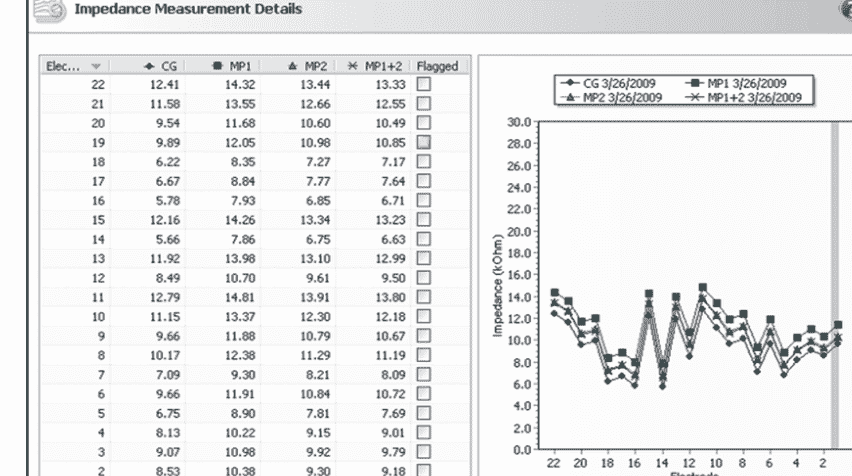 Impedance Measurement Details
Elec... CG MP1 MP2 MP1+2 Flagged
22 12.41 14.32 13.44 13.33
21 11.58 13.55 12.66 12.55
20 9.54 11.68 10.60 10.49
19 9.89 12.05 10.98 10.85
18 6.22 8.35 7.27 7.17
17 6.67 8.84 7.77 7.64
16 5.78 7.93 6.85 6.71
15 12.16 14.26 13.34 13.23
14 5.66 7.86 6.75 6.63
13 11.92 13.98 13.10 12.99
12 8.49 10.70 9.61 9.50
11 12.79 14.81 13.91 13.80
10 11.15 13.37 12.30 12.18
9 9.66 11.88 10.79 10.67
8 10.17 12.38 11.29 11.19
7 7.09 9.30 8.21 8.09
6 9.66 11.91 10.84 10.72
5 6.75 8.90 7.81 7.69
4 8.13 10.22 9.15 9.01
3 9.07 10.98 9.92 9.79
2 8.53 10.38 9.30 9.18
CG 3/26/2009 MP1 3/26/2009
MP2 3/26/2009 MP1+2 3/26/2009
Impedance (kOhm)
30.0
28.0
26.0
24.0
22.0
20.0
18.0
16.0
14.0
12.0
10.0
8.0
6.0
4.0
2.0
0.0
22 20 18 16 14 12 10 8 6 4 2